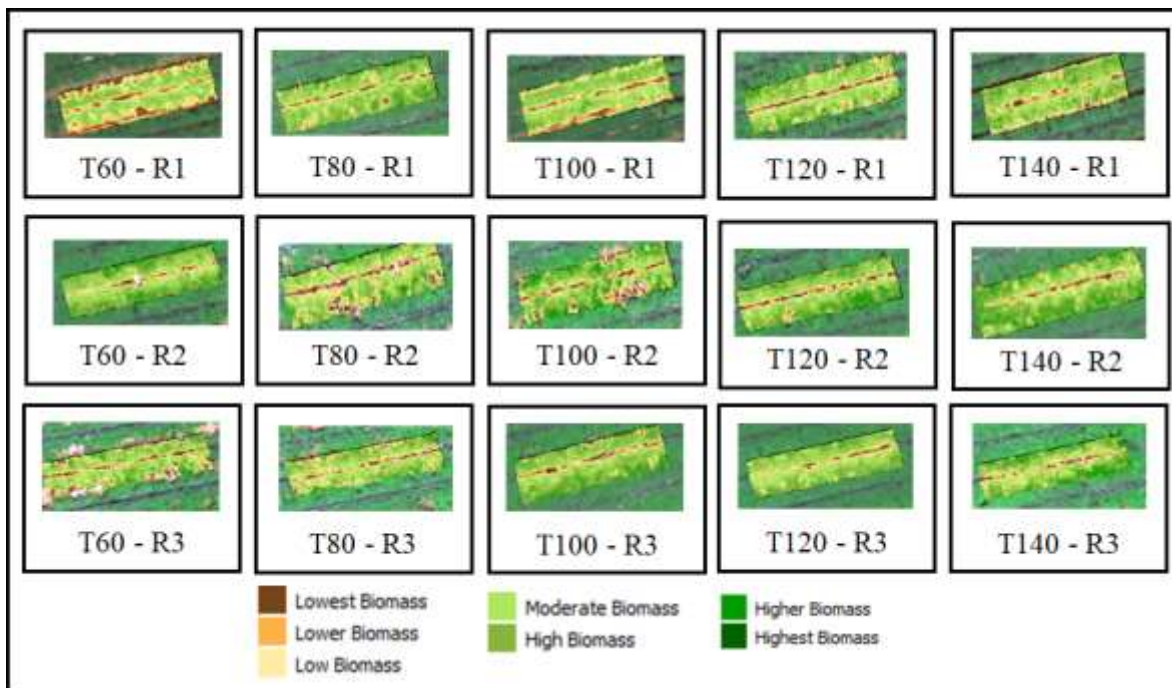 T60 - R1
T80 - R1
T100 - R1
T120 - R1
T140 - R1
T60 - R2
T80 - R2
T100 - R2
T120 - R2
T140 - R2
T60 - R3
T80 - R3
T100 - R3
T120 - R3
T140 - R3
Lowest Biomass
Lower Biomass
Low Biomass
Moderate Biomass
High Biomass
Higher Biomass
Highest Biomass